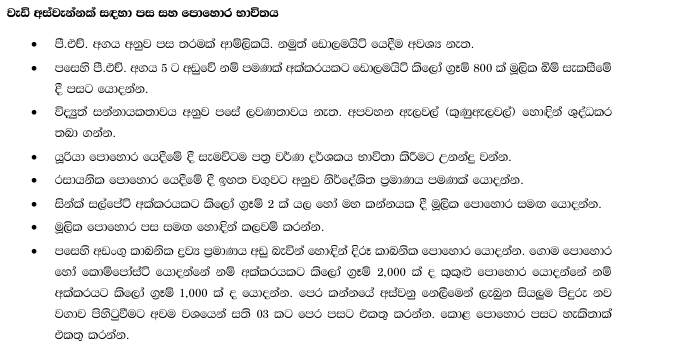 වැඩි අස්වැන්නක් සඳහා පස සහ පොහොර භාවිතය
• පී.එච්. අගය අනුව පස තරමක් ආම්ලිකයි. නමුත් ඩොලමයිට් යෙදීම අවශ්‍ය නැත.
• පසෙහි පී.එච්. අගය 5 ට අඩුවේ නම් පමණක් අක්කරයකට ඩොලමයිට් කිලෝ ග්‍රෑම් 800 ක් මූලික බිම් සැකසීමේ
දී පසට යොදන්න.
• විද්‍යුත් සන්නායකතාවය අනුව පසේ ලවණතාවය නැත. අපවහන ඇලවල් (කුණුඇලවල්) හොඳින් ශුද්ධකර
තබා ගන්න.
• යූරියා පොහොර යෙදීමේ දී සැමවිටම පත්‍ර වර්ණ දර්ශකය භාවිතා කිරීමට උනන්දු වන්න.
• රසායනික පොහොර යෙදීමේ දී ඉහත වගුවට අනුව නිර්දේශිත ප්‍රමාණය පමණක් යොදන්න.
• සින්ක් සල්පේට් අක්කරයකට කිලෝ ග්‍රෑම් 2 ක් යල හෝ මහ කන්නයක දී මූලික පොහොර සමඟ යොදන්න.
• මූලික පොහොර පස සමඟ හොඳින් කලවම් කරන්න.
• පසෙහි අඩංගු කාබනික ද්‍රව්‍ය ප්‍රමාණය අඩු බැවින් හොඳින් දිරූ කාබනික පොහොර යොදන්න. ගොම පොහොර
හෝ කොම්පෝස්ට් යොදන්නේ නම් අක්කරයකට කිලෝ ග්‍රෑම් 2,000 ක් ද කුකුළු පොහොර යොදන්නේ නම්
අක්කරයට කිලෝ ග්‍රෑම් 1,000 ක් ද යොදන්න. පෙර කන්නයේ අස්වනු නෙලීමෙන් ලැබුන සියලුම පිදුරු නව
වගාව පිහිටුවීමට අවම වශයෙන් සති 03 කට පෙර පසට එකතු කරන්න. කොළ පොහොර පසට හැකිතාක්
එකතු කරන්න.